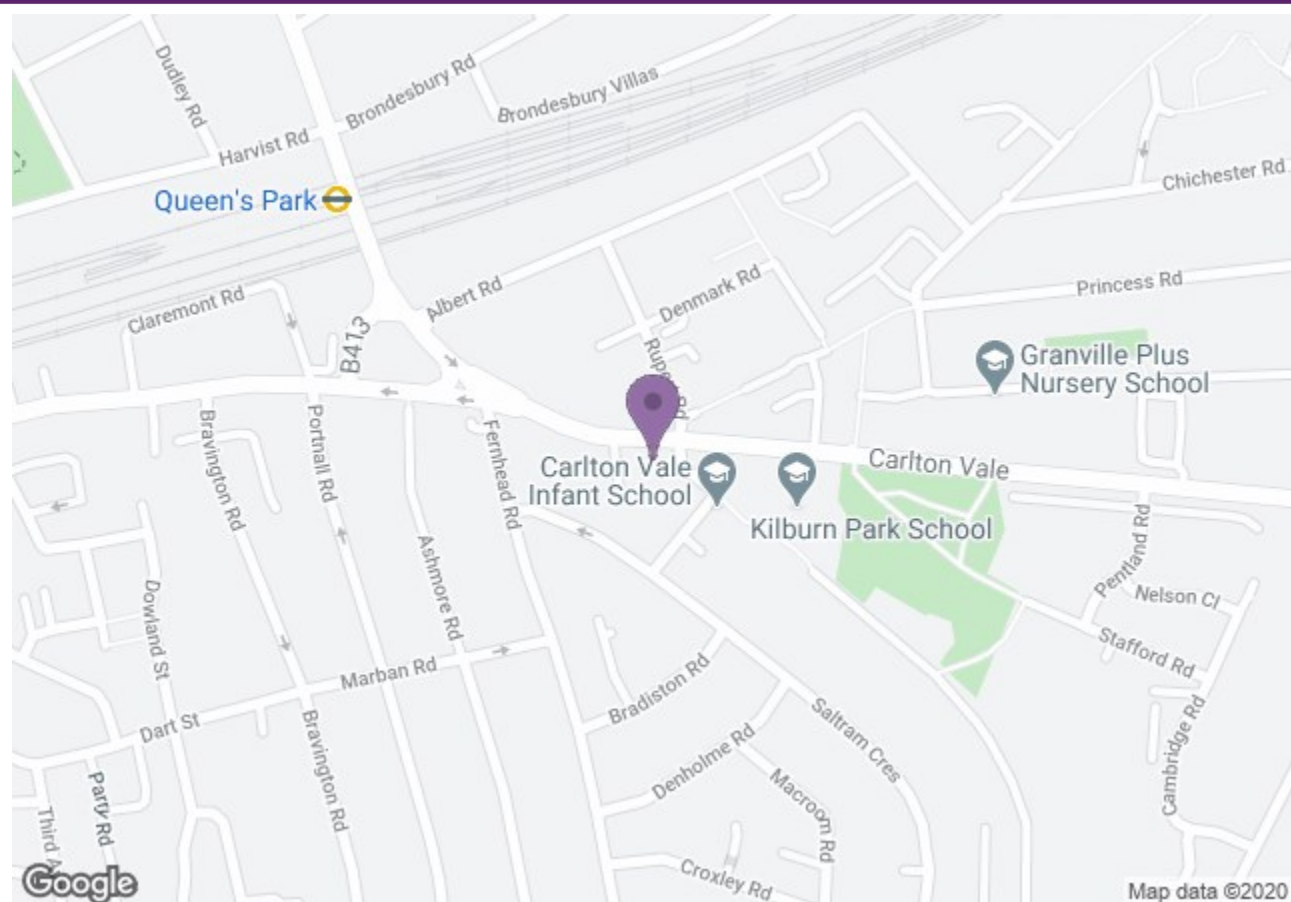 Dudley Rd
Brondesbury Rd
Brondesbury Villas
Harvist Rd
Chichester Rd
Queen's Park
Denmark Rd
Princess Rd
Albert Rd
Claremont Rd
B413
Granville Plus
Nursery School
Carlton Vale
Carlton Vale
Infant School
Kilburn Park School
Fernhead Rd
Portnall Rd
Bravington Rd
Ashmore Rd
Pentland Rd
Nelson Cl
Stafford Rd
Dowland St
Marban Rd
Bradiston Rd
Saltram Cres
Dart St
Bravington Rd
Denholme Rd
Cambridge Rd
Macroom Rd
Parry Rd
Third
Croxley Rd
Google
Map data ©2020